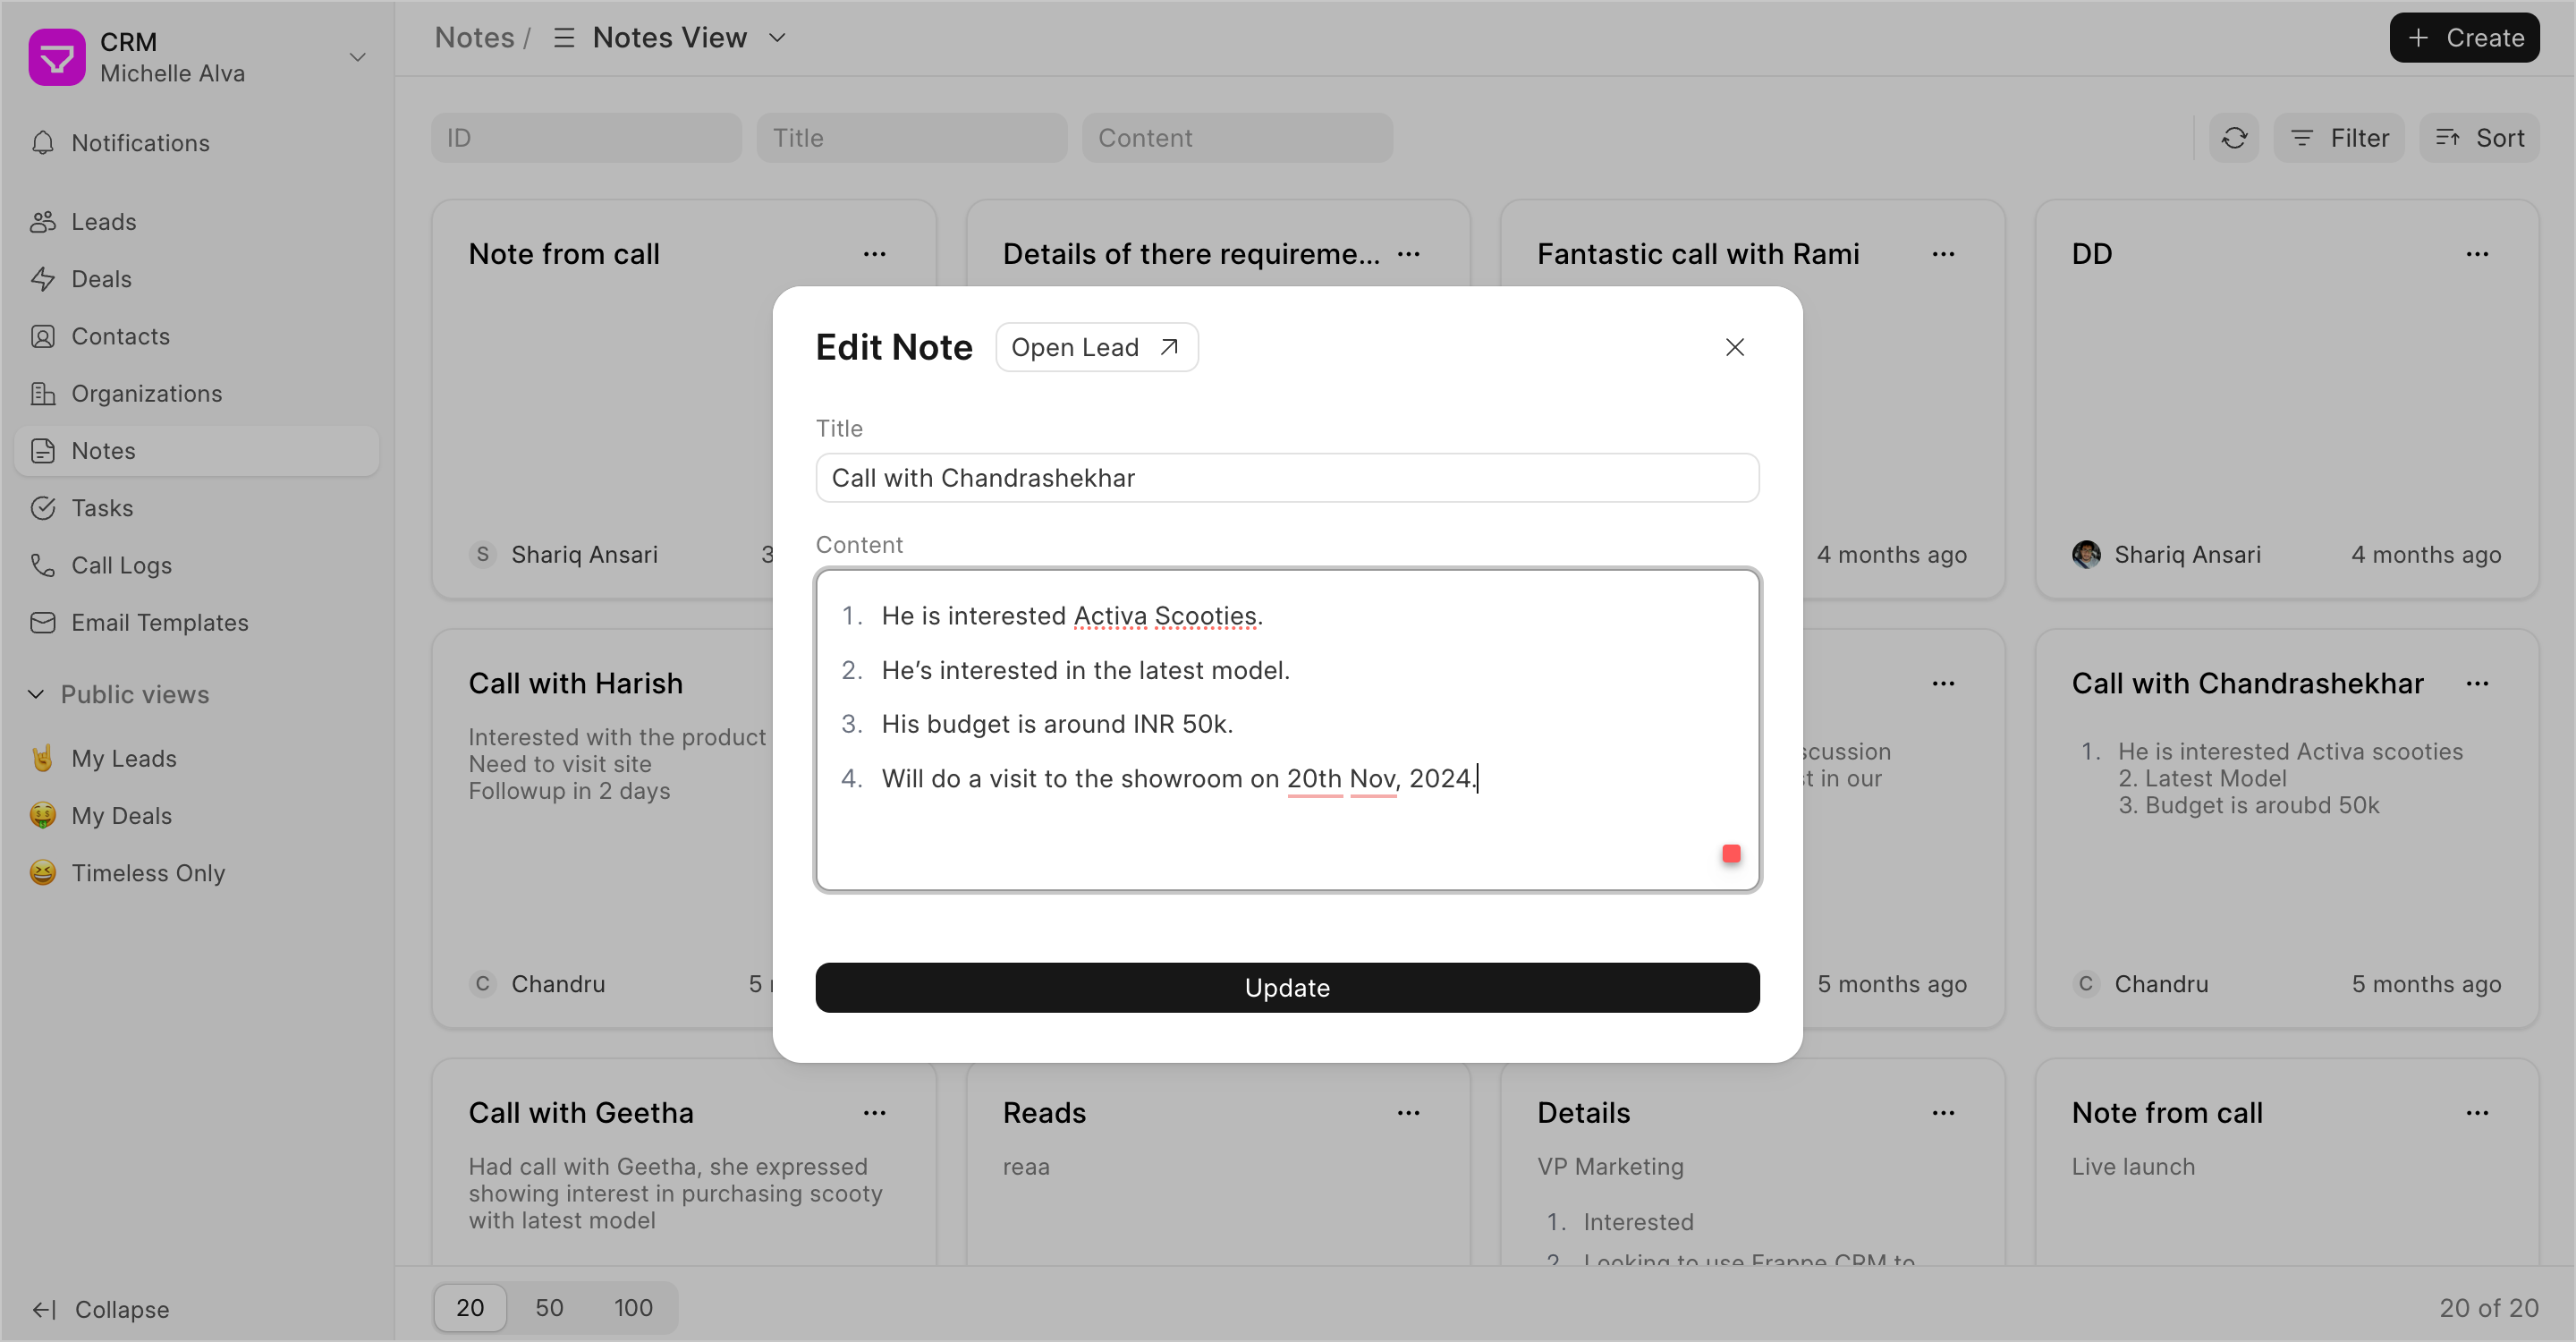 CRM
Michelle Alva
Notifications
Leads
Deals
Contacts
Organizations
Notes
Tasks
Call Logs
Email Templates
Public views
My Leads
My Deals
Timeless Only
Collapse
Notes / Notes View
Create
ID
Title
Content
Filter
Sort
Note from call
S Shariq Ansari 3
Details of there requireme...
Fantastic call with Rami
4 months ago
DD
Shariq Ansari 4 months ago
Edit Note
Open Lead
Title
Call with Chandrashekhar
Content
1. He is interested Activa Scooties.
2. He’s interested in the latest model.
3. His budget is around INR 50k.
4. Will do a visit to the showroom on 20th Nov, 2024.
Update
Call with Harish
Interested with the product
Need to visit site
Followup in 2 days
C Chandru 5
5 months ago
Call with Chandrashekhar
1. He is interested Activa scooties
2. Latest Model
3. Budget is aroubd 50k
C Chandru 5 months ago
Call with Geetha
Had call with Geetha, she expressed
showing interest in purchasing scooty
with latest model
Reads
reaa
Details
VP Marketing
1. Interested
2. Looking to use Frappe CRM to
Note from call
Live launch
20 50 100
20 of 20